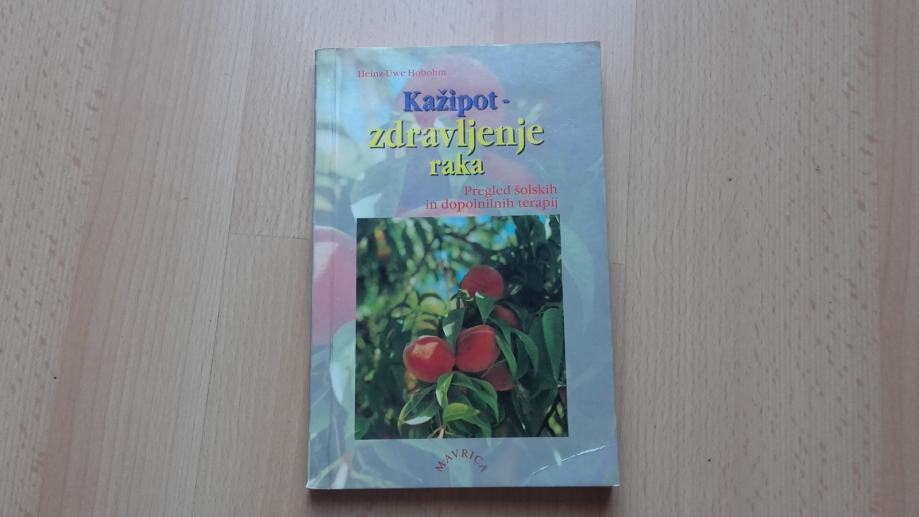 Heinz-Uwe Hobohm
Kažipot -
zdravljenje
raka
Pregled šolskih
in dopolnilnih terapij
MAVRICA